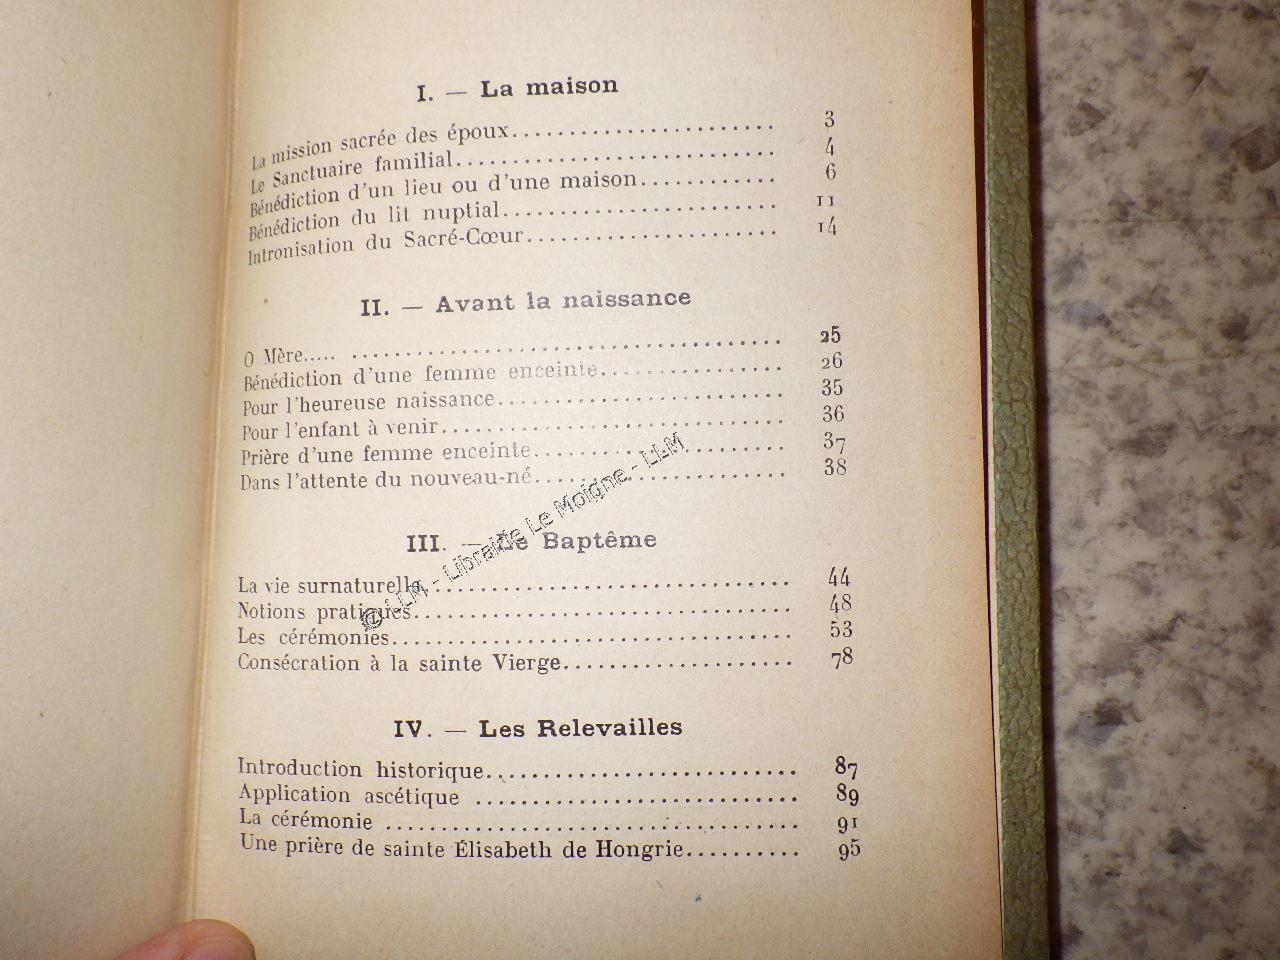 I. — La maison
La mission sacrée des époux........................ 3
Le Sanctuaire familial............................. 4
Bénédiction d'un lieu ou d'une maison............ 6
Bénédiction du lit nuptial........................ 11
Intronisation du Sacré-Cœur...................... 14
II. — Avant la naissance
O Mère..... ..................................... 25
Bénédiction d'une femme enceinte................ 26
Pour l'heureuse naissance......................... 35
Pour l'enfant à venir.............................. 36
Prière d'une femme enceinte...................... 37
Dans l'attente du nouveau-né...................... 38
III. — Le Baptême
La vie surnaturelle................................ 44
Notions pratiques.................................. 48
Les cérémonies..................................... 53
Consécration à la sainte Vierge.................... 78
IV. — Les Relevailles
Introduction historique............................ 87
Application ascétique ............................. 89
La cérémonie ...................................... 91
Une prière de sainte Élisabeth de Hongrie.......... 95
© LLM - Librairie Le Moigne - LLM